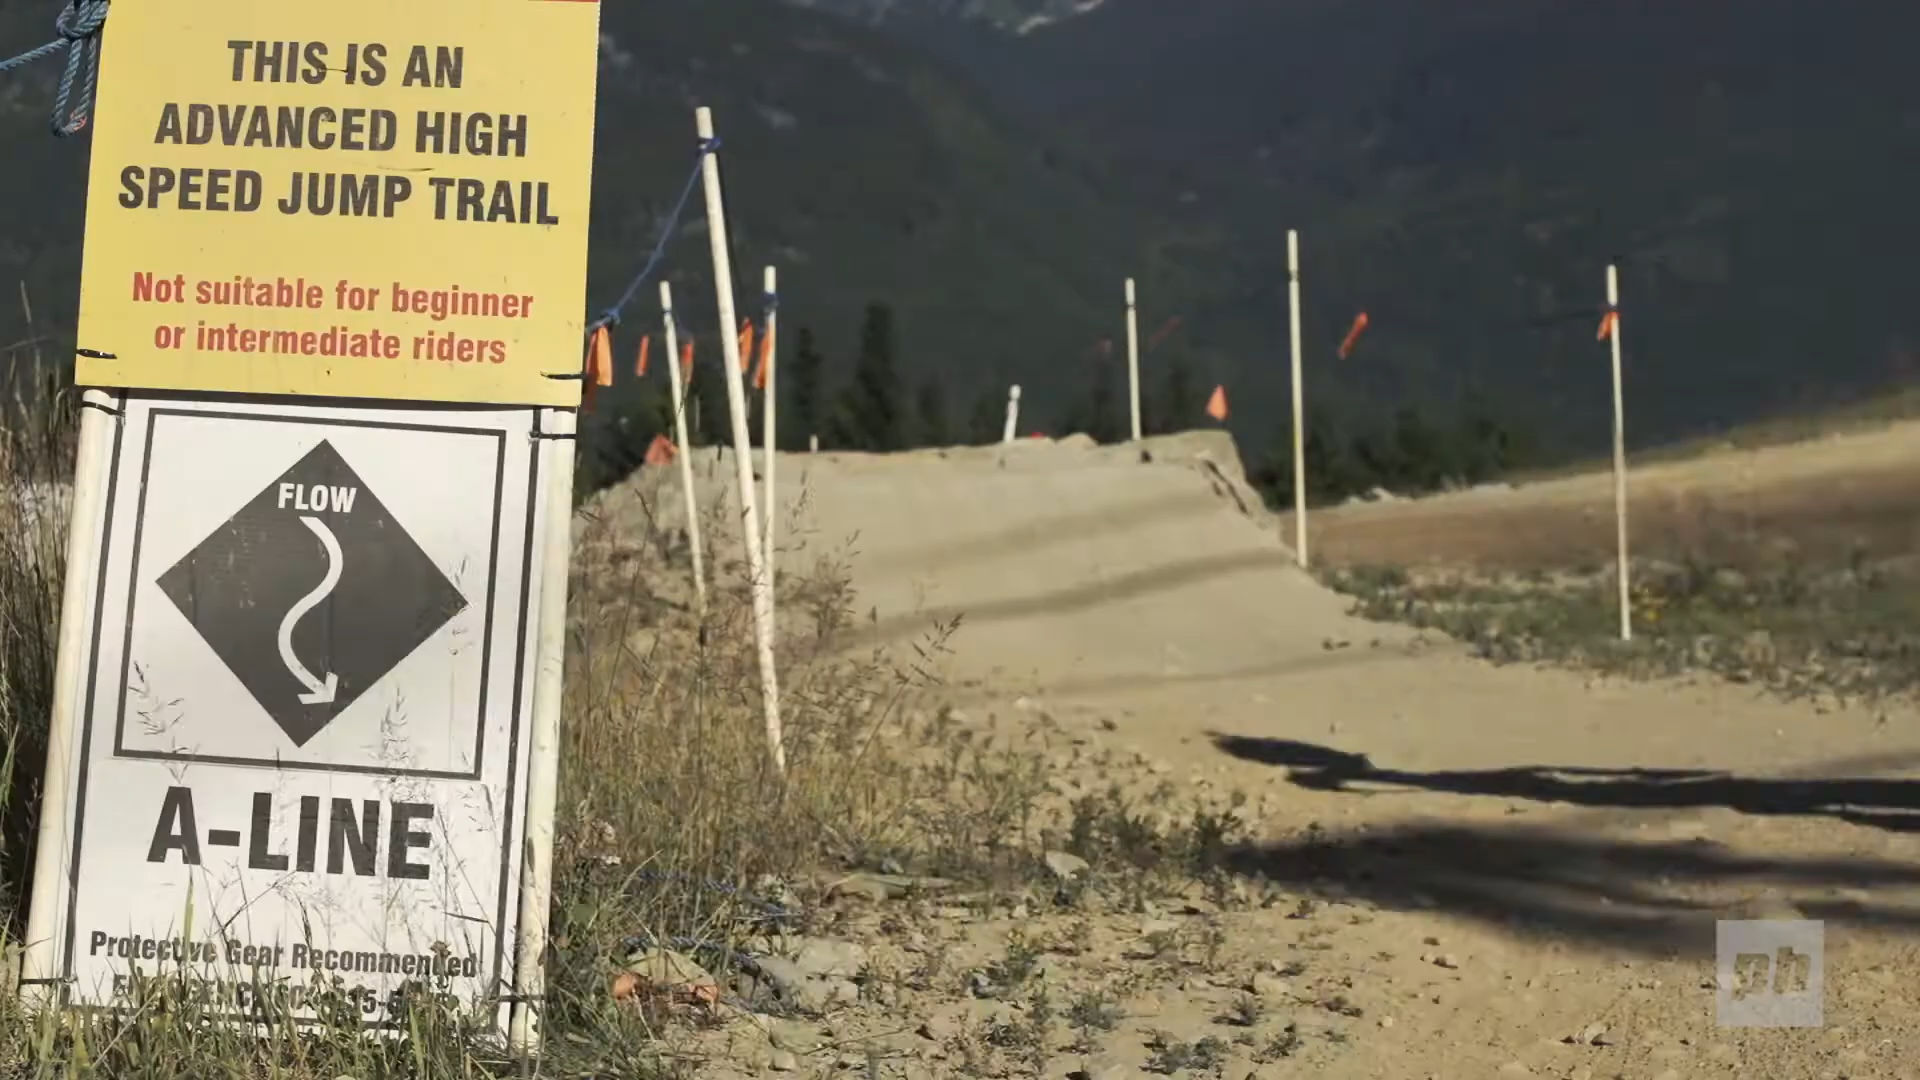 THIS IS AN
ADVANCED HIGH
SPEED JUMP TRAIL
Not suitable for beginner
or intermediate riders
FLOW
A-LINE
Protective Gear Recommended
ph